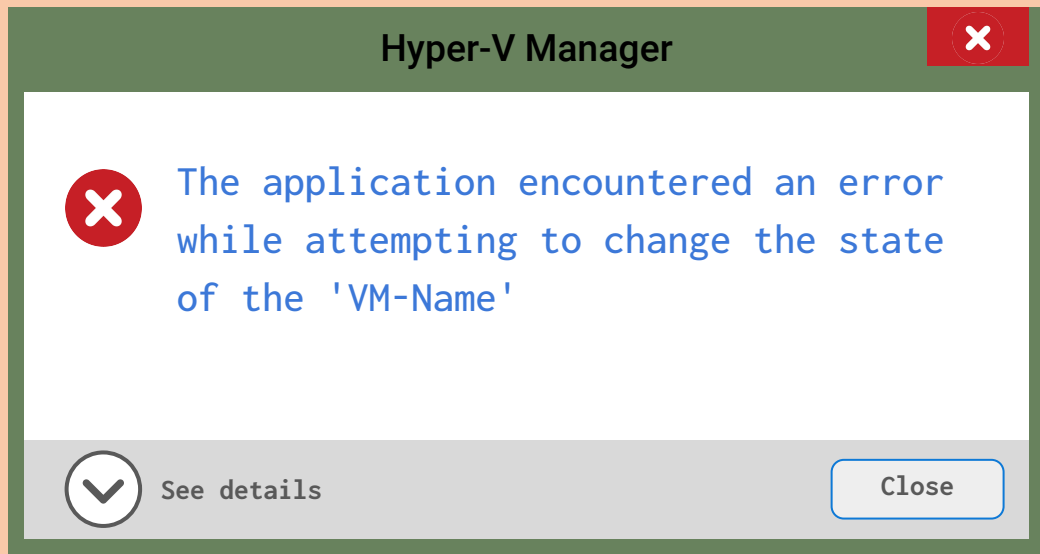 Hyper-V Manager
The application encountered an error
while attempting to change the state
of the 'VM-Name'
See details
Close